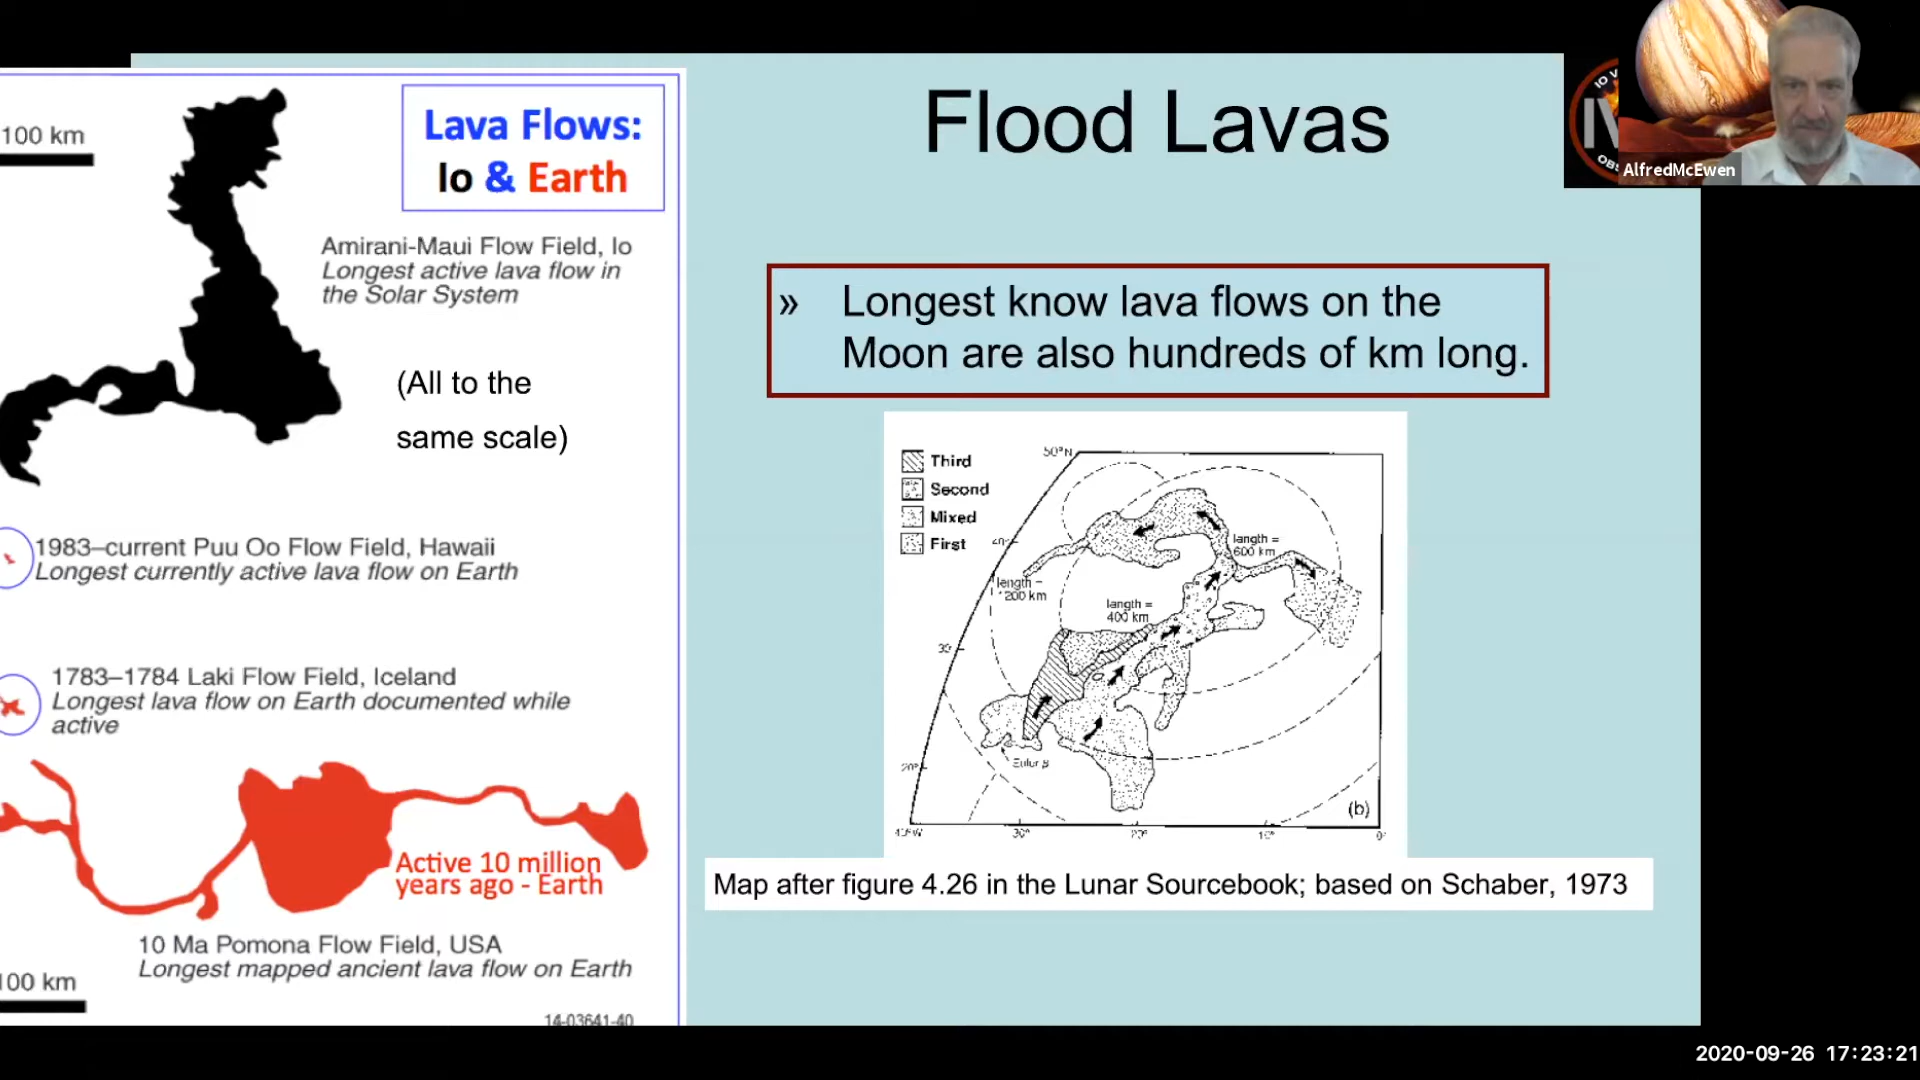 Flood Lavas
100 km
Lava Flows:
Io & Earth
Amirani-Maui Flow Field, Io
Longest active lava flow in
the Solar System
(All to the
same scale)
1983–current Puu Oo Flow Field, Hawaii
Longest currently active lava flow on Earth
1783–1784 Laki Flow Field, Iceland
Longest lava flow on Earth documented while
active
Active 10 million
years ago - Earth
10 Ma Pomona Flow Field, USA
Longest mapped ancient lava flow on Earth
100 km
14-03641-40
» Longest know lava flows on the
Moon are also hundreds of km long.
Third
Second
Mixed
First
50°N
40°
30°
20°
length =
600 km
length =
1200 km
length =
400 km
Euler β
(b)
40°W
30°
20°
10°
0°
Map after figure 4.26 in the Lunar Sourcebook; based on Schaber, 1973
IO V
OBS
AlfredMcEwen
2020-09-26 17:23:21